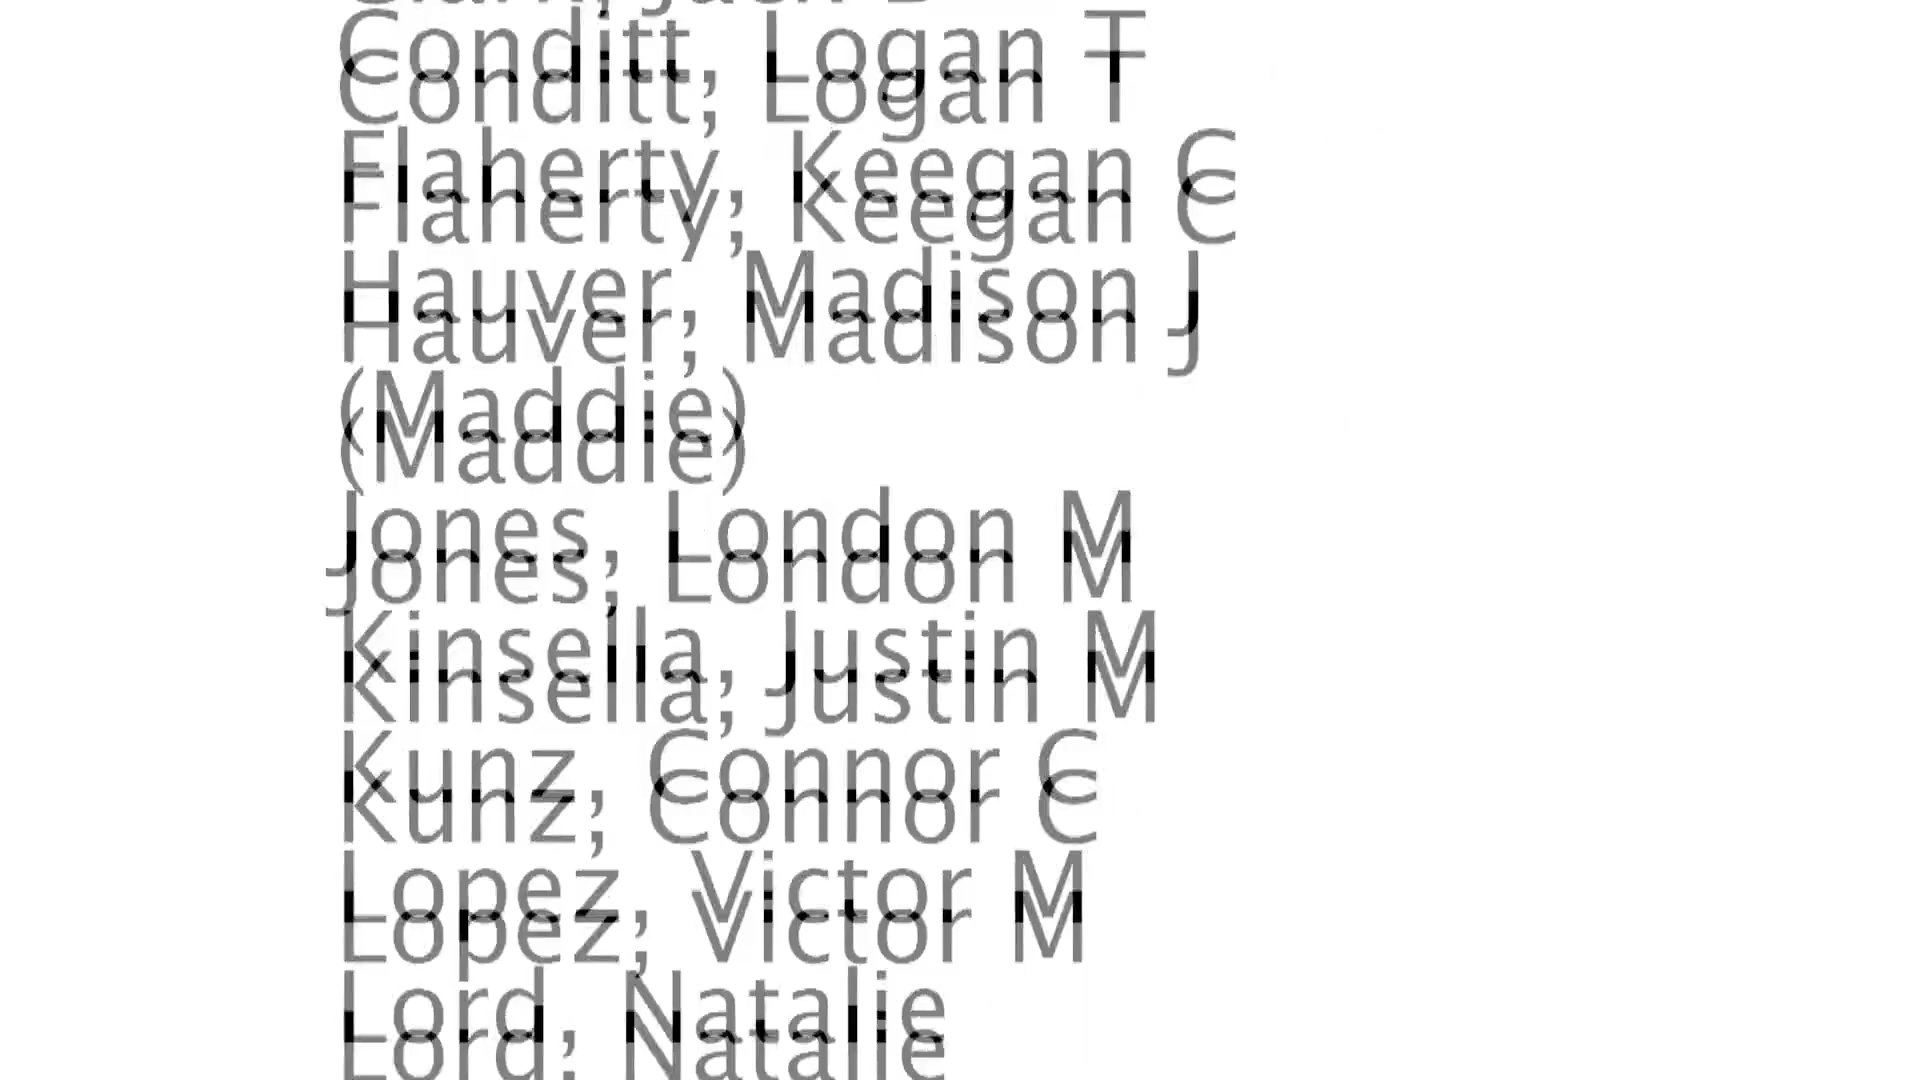 Conditt, Logan T
Flaherty, Keegan C
Hauver, Madison J
(Maddie)
Jones, London M
Kinsella, Justin M
Kunz, Connor C
Lopez, Victor M
Lord, Natalie